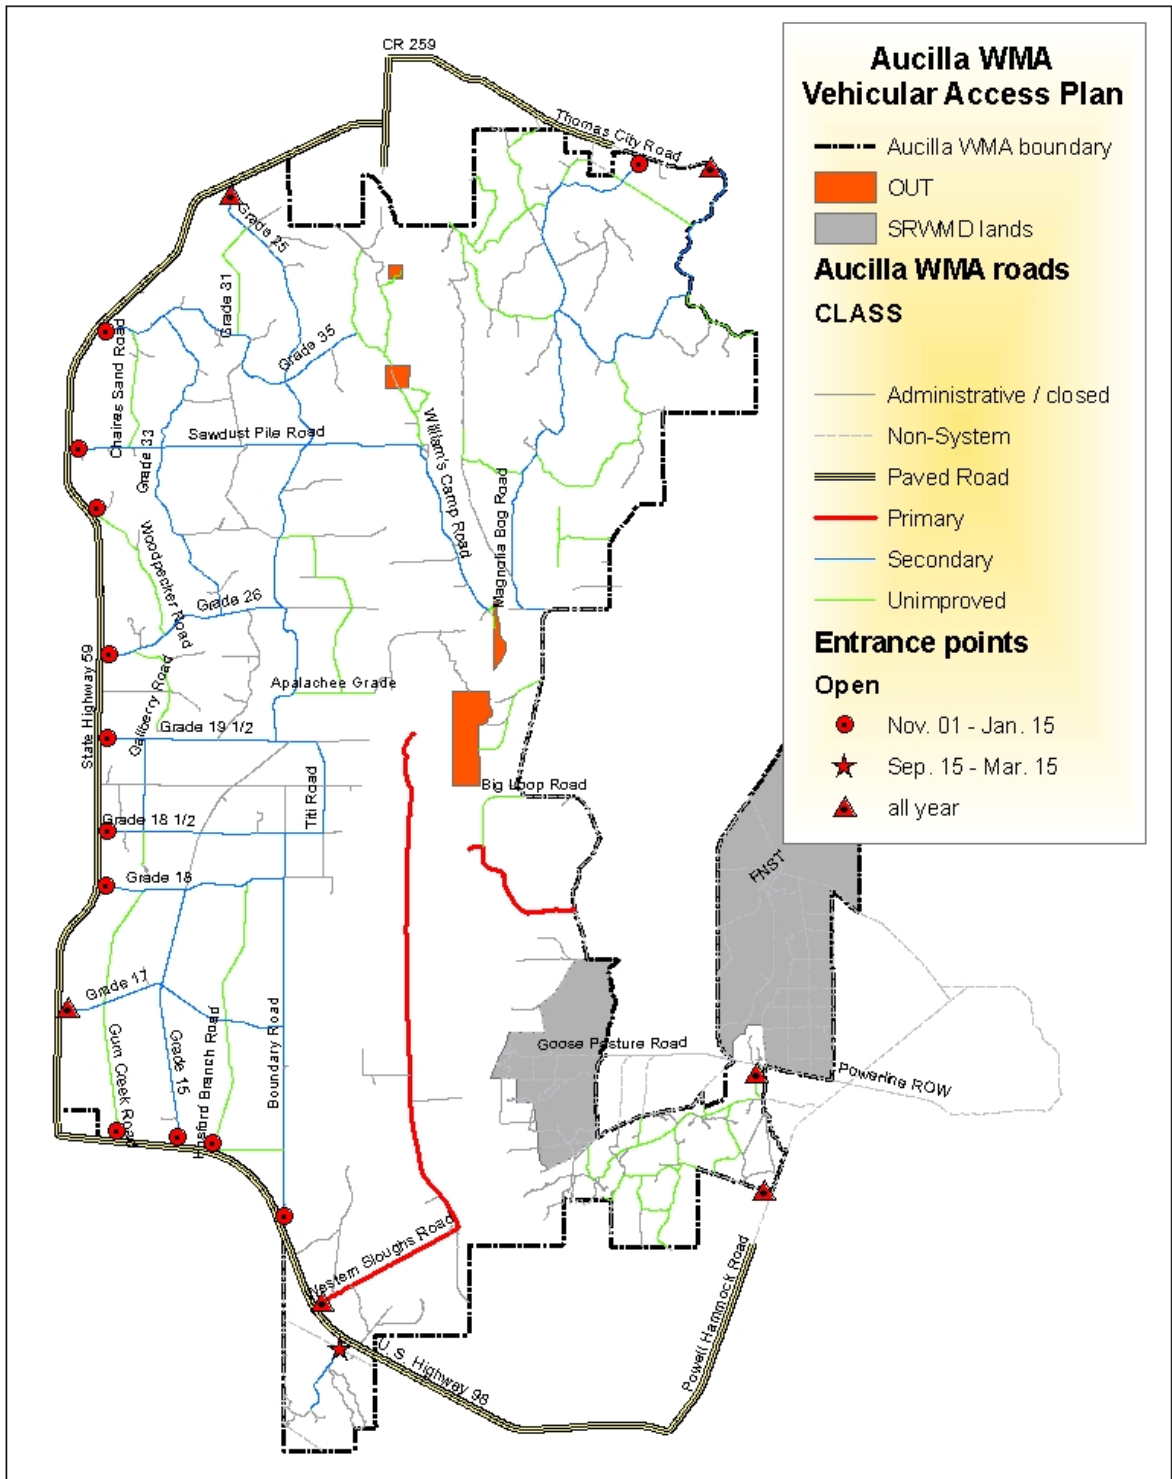 CR 259
Thomas City Road
Aucilla WMA
Vehicular Access Plan
Aucilla WMA boundary
OUT
SRWMD lands
Aucilla WMA roads
CLASS
Administrative / closed
Non-System
Paved Road
Primary
Secondary
Unimproved
Entrance points
Open
Nov. 01 - Jan. 15
Sep. 15 - Mar. 15
all year
Grade 25
Grade 31
Grade 35
Chaires Sand Road
Sawdust Pile Road
Grade 33
William's Camp Road
Magnolia Bog Road
Woodpecker Road
Grade 26
State Highway 59
Gallberry Road
Apalachee Grade
Grade 19 1/2
Titi Road
Big Loop Road
Grade 18 1/2
FNST
Grade 18
Grade 17
Gum Creek Road
Grade 15
Branch Road
Boundary Road
Goose Pasture Road
Powerline ROW
Western Sloughs Road
U. S. Highway 98
Powell Hammock Road